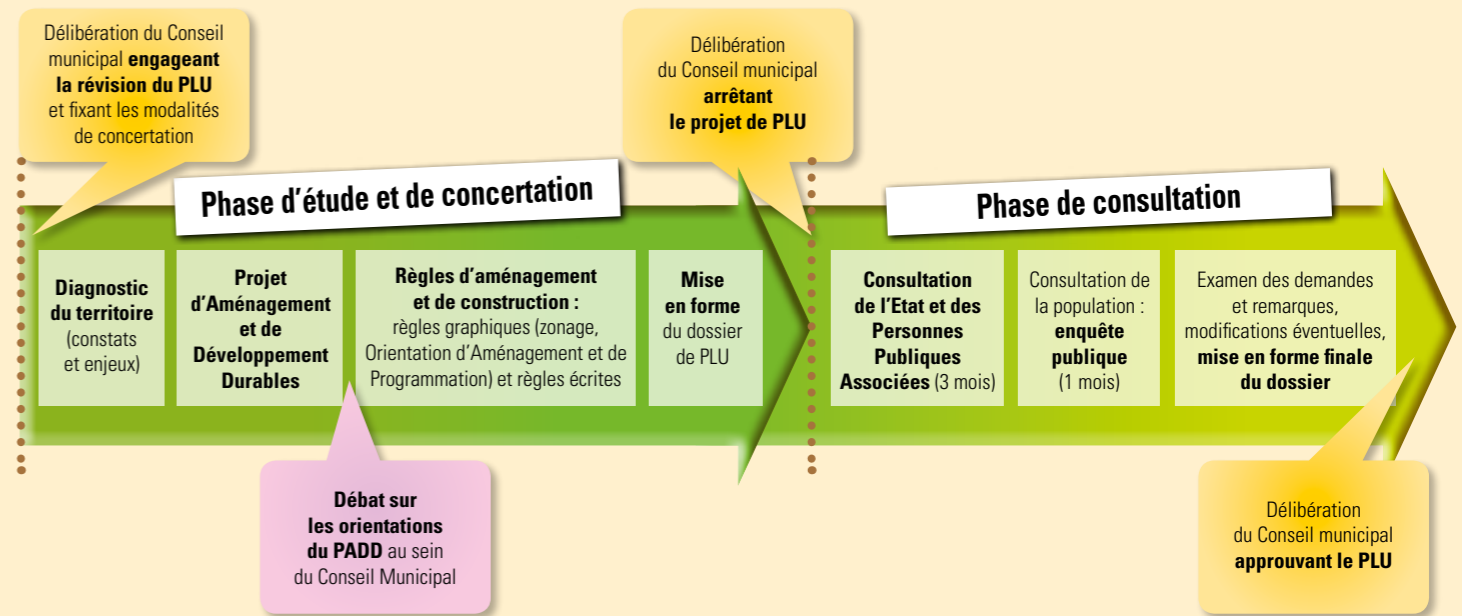 Délibération du Conseil
municipal engageant
la révision du PLU
et fixant les modalités
de concertation
Délibération
du Conseil municipal
arrêtant
le projet de PLU
Phase d'étude et de concertation
Phase de consultation
Diagnostic
du territoire
(constats
et enjeux)
Projet
d'Aménagement
et de
Développement
Durables
Règles d'aménagement
et de construction :
règles graphiques (zonage,
Orientation d'Aménagement et de
Programmation) et règles écrites
Mise
en forme
du dossier
de PLU
Consultation
de l'Etat et des
Personnes
Publiques
Associées (3 mois)
Consultation de
la population :
enquête
publique
(1 mois)
Examen des demandes
et remarques,
modifications éventuelles,
mise en forme finale
du dossier
Débat sur
les orientations
du PADD au sein
du Conseil Municipal
Délibération
du Conseil municipal
approuvant le PLU